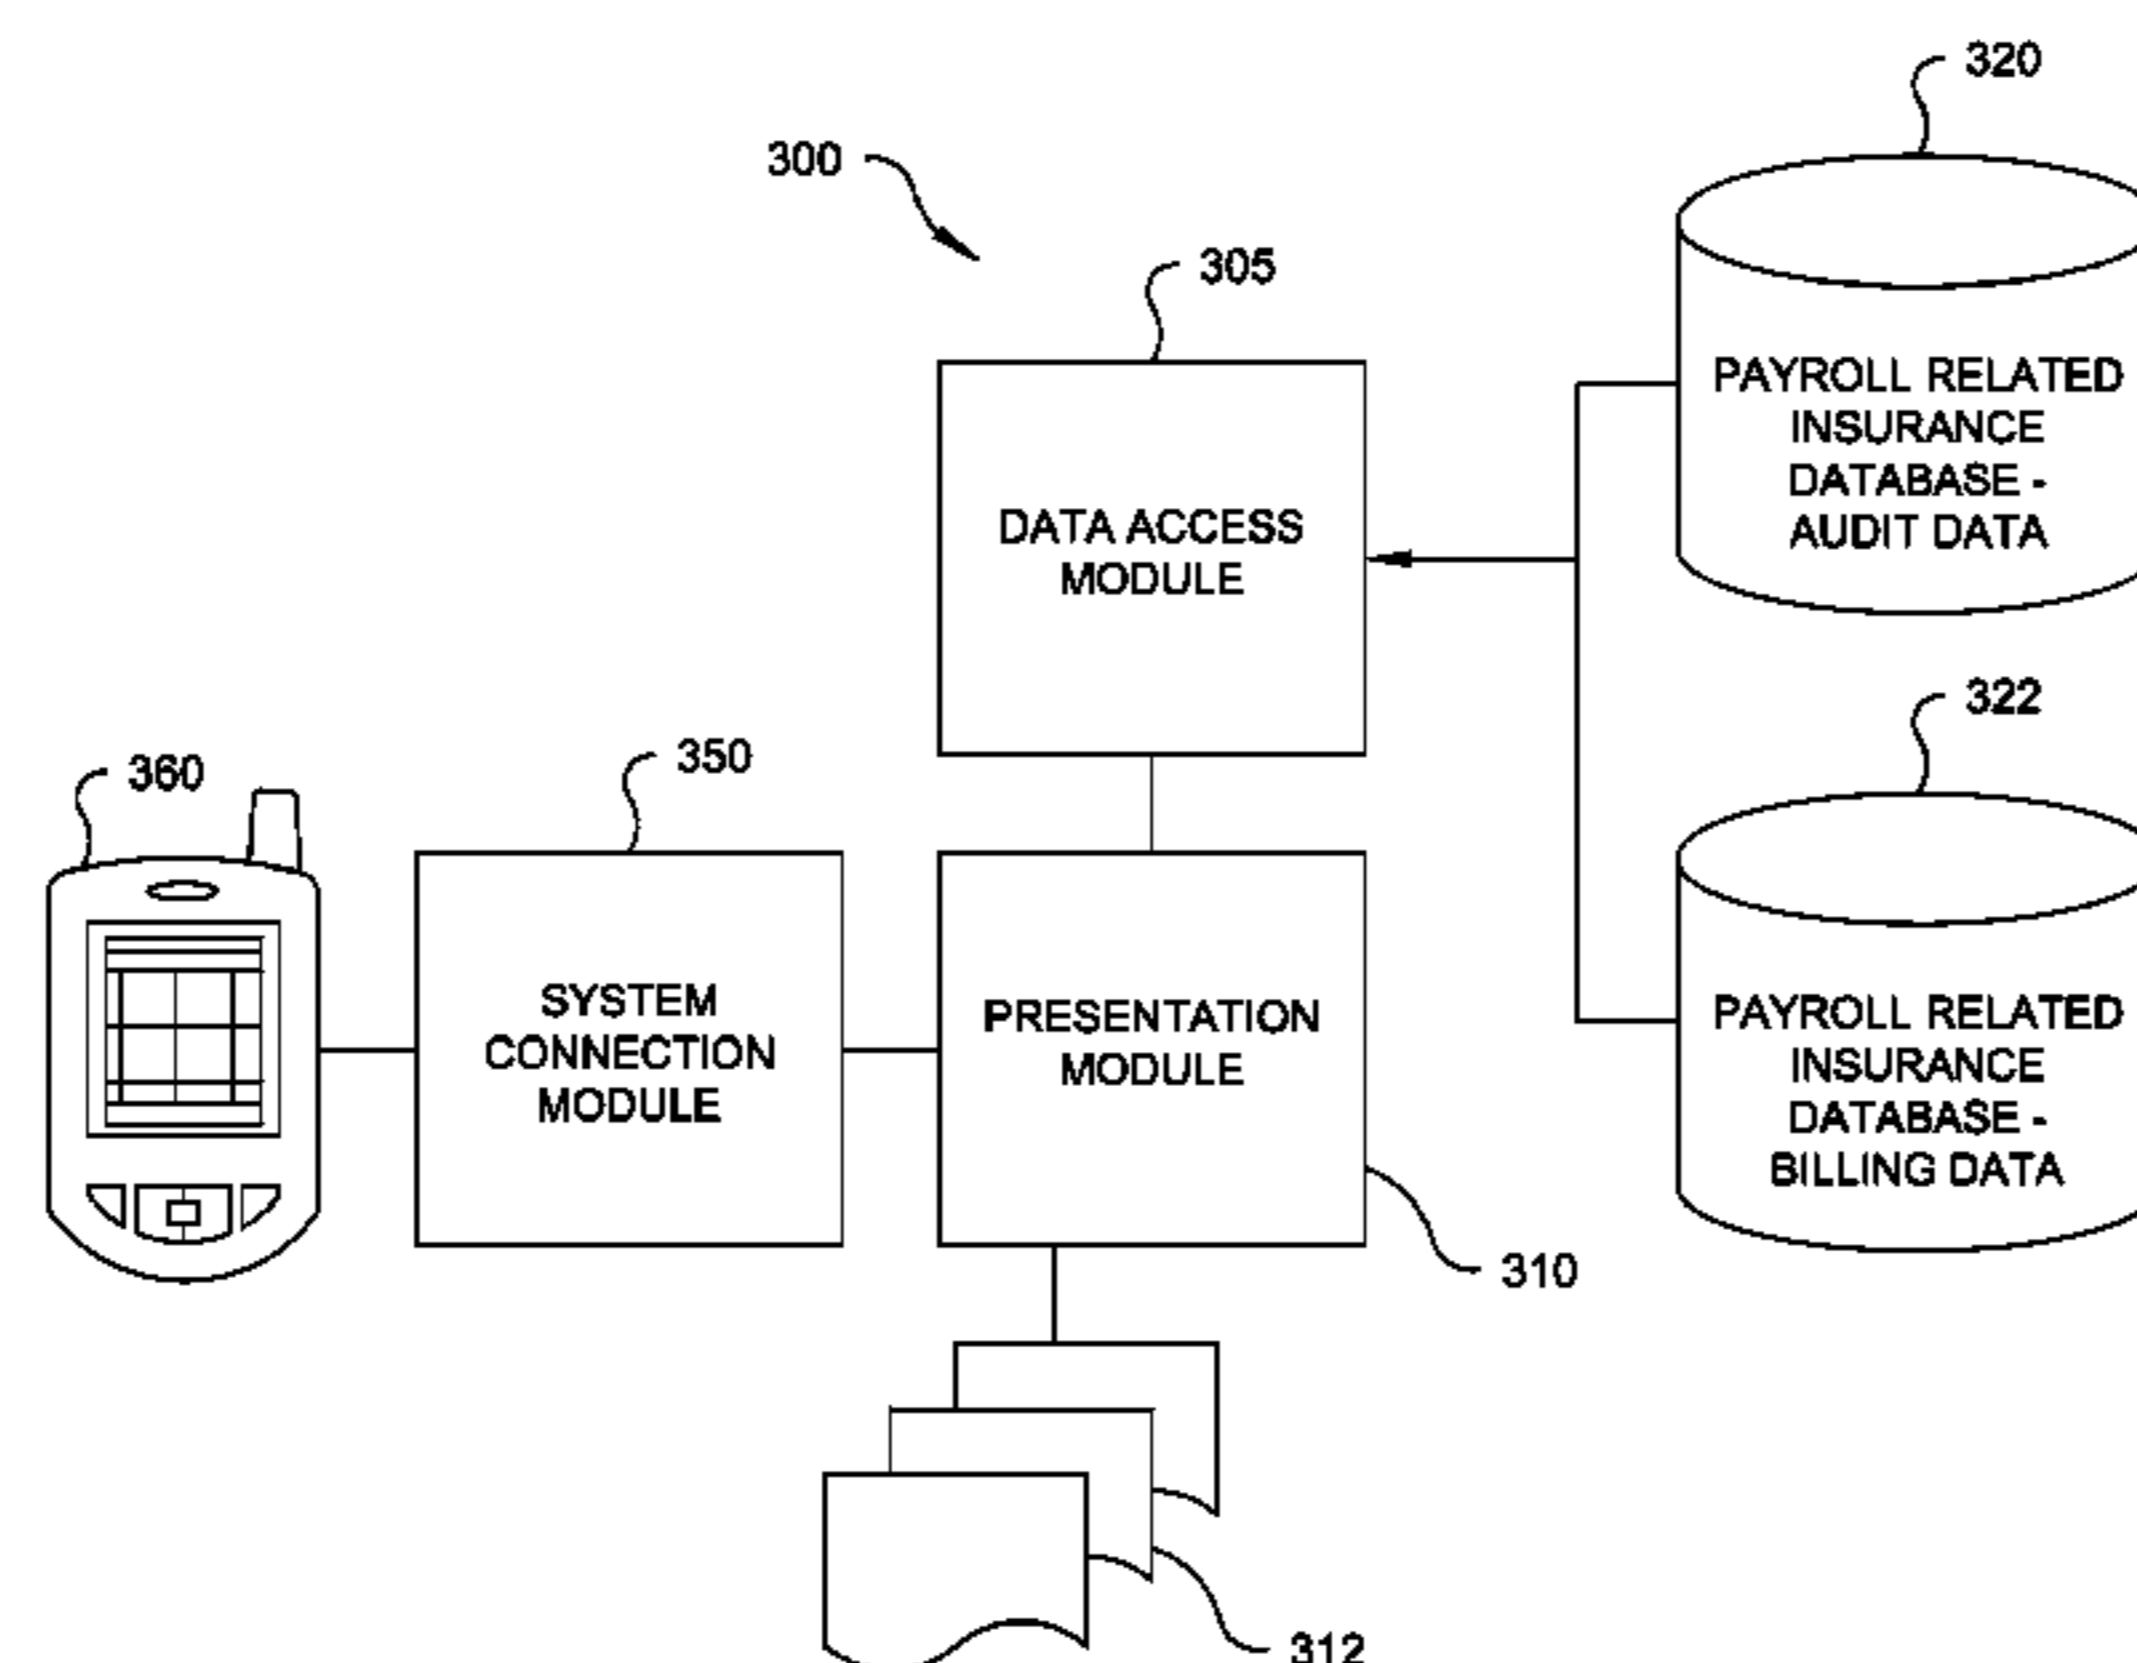 320
300
305
PAYROLL RELATED
INSURANCE
DATABASE -
AUDIT DATA
DATA ACCESS
MODULE
322
350
360
SYSTEM
CONNECTION
MODULE
PRESENTATION
MODULE
PAYROLL RELATED
INSURANCE
DATABASE -
BILLING DATA
310
312